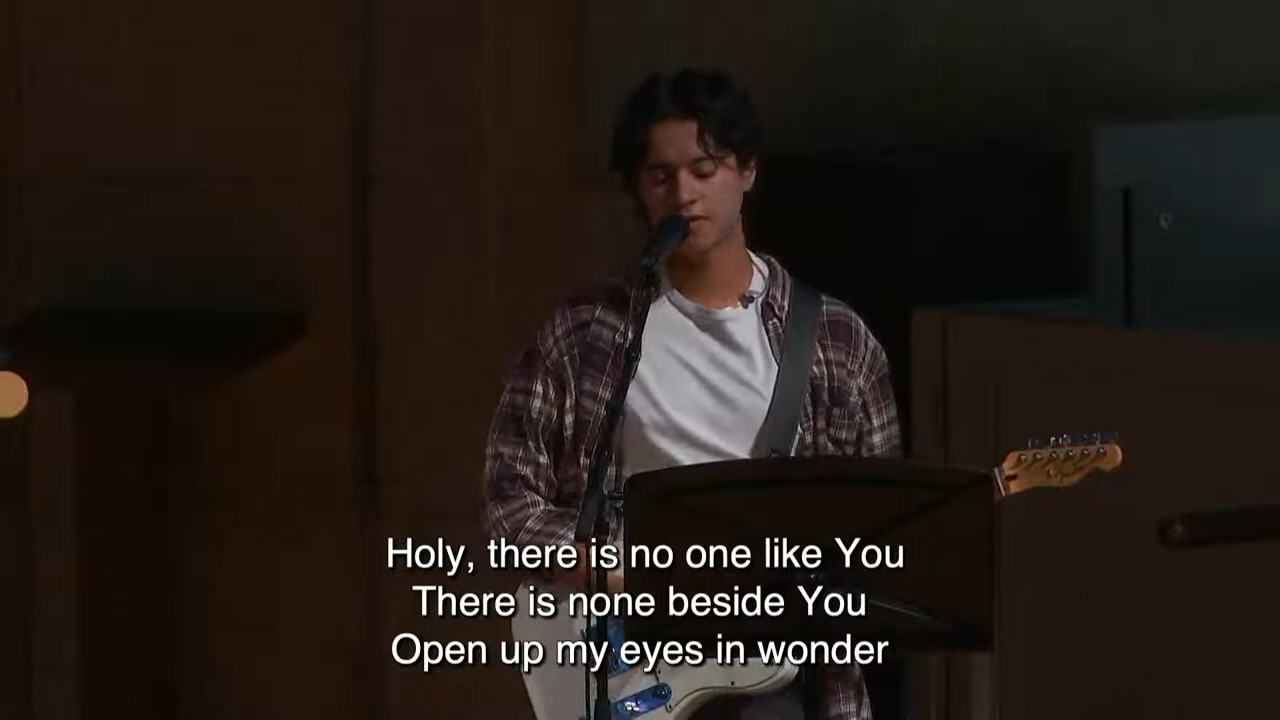 Holy, there is no one like You
There is none beside You
Open up my eyes in wonder